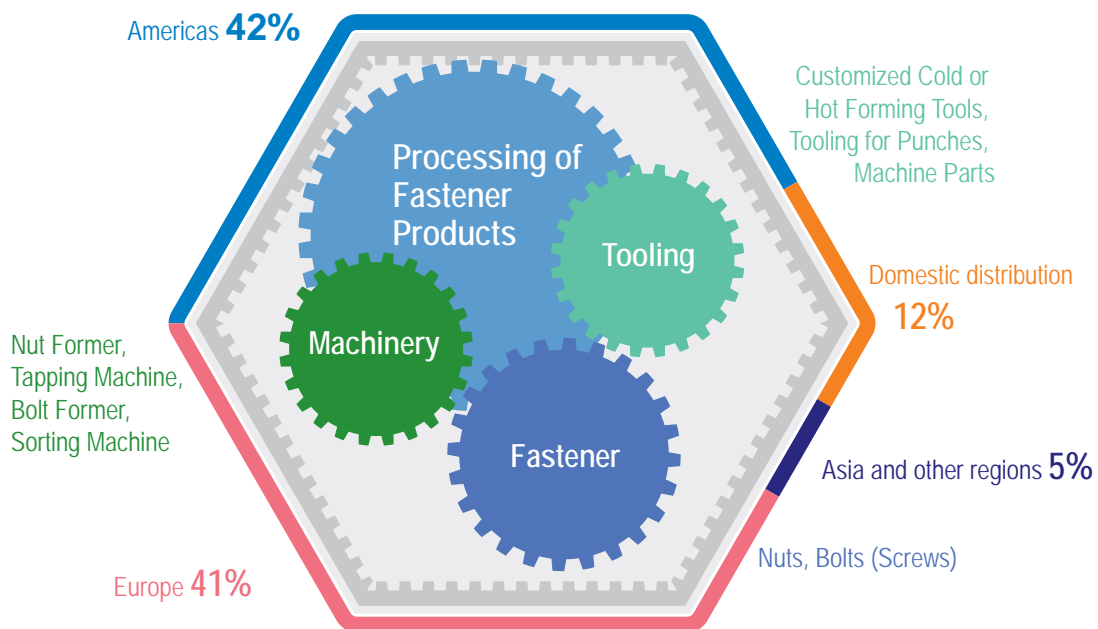 Americas 42%
Customized Cold or
Hot Forming Tools,
Tooling for Punches,
Machine Parts
Processing of
Fastener
Products
Tooling
Domestic distribution
12%
Machinery
Nut Former,
Tapping Machine,
Bolt Former,
Sorting Machine
Fastener
Asia and other regions 5%
Nuts, Bolts (Screws)
Europe 41%